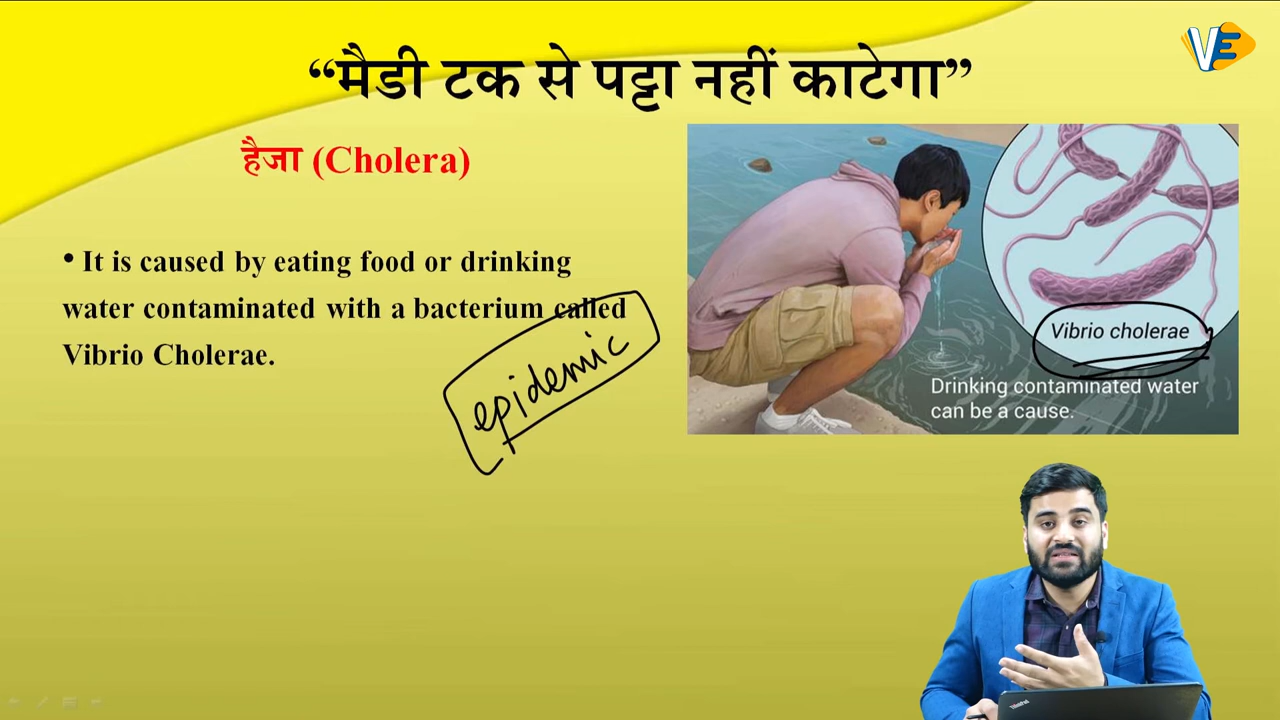 VE
“मैडी टक से पट्टा नहीं काटेगा”
हैजा (Cholera)
• It is caused by eating food or drinking
water contaminated with a bacterium called
Vibrio Cholerae.
epidemic
Vibrio cholerae
Drinking contaminated water
can be a cause.
ThinkPad